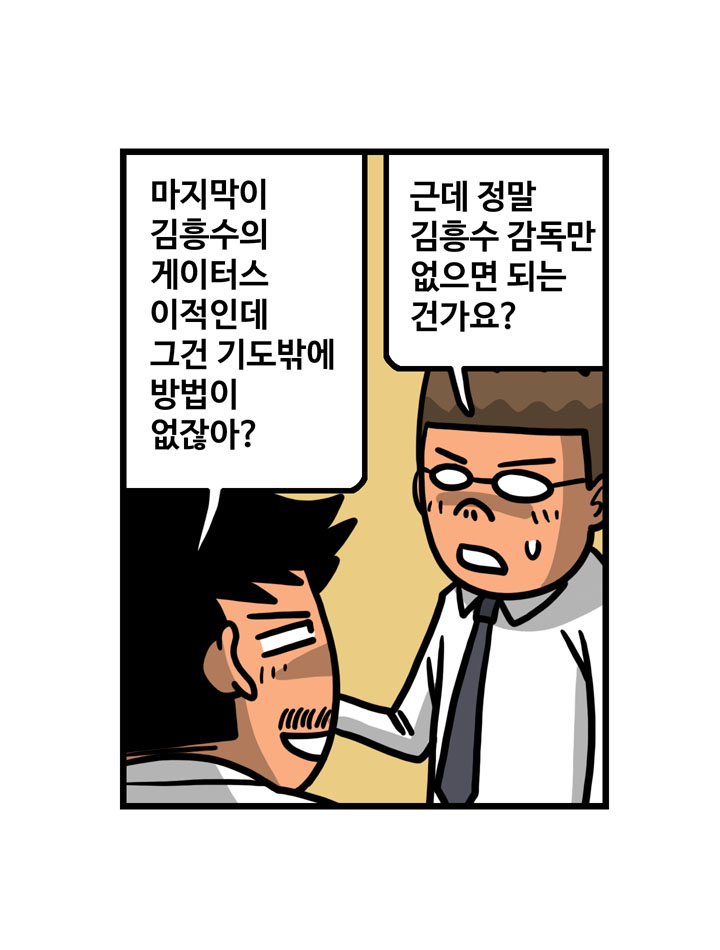 마지막이
김흥수의
게이터스
이적인데
그건 기도밖에
방법이
없잖아?
근데 정말
김흥수 감독만
없으면 되는
건가요?